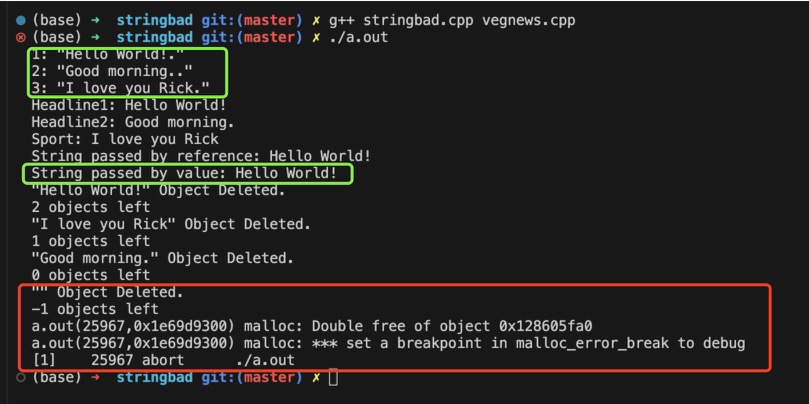 (base) → stringbad git:(master) ✗ g++ stringbad.cpp vegnews.cpp
(base) → stringbad git:(master) ✗ ./a.out
1: "Hello World!."
2: "Good morning.."
3: "I love you Rick."
Headline1: Hello World!
Headline2: Good morning.
Sport: I love you Rick
String passed by reference: Hello World!
String passed by value: Hello World!
"Hello World!" Object Deleted.
2 objects left
"I love you Rick" Object Deleted.
1 objects left
"Good morning." Object Deleted.
0 objects left
"" Object Deleted.
-1 objects left
a.out(25967,0x1e69d9300) malloc: Double free of object 0x128605fa0
a.out(25967,0x1e69d9300) malloc: *** set a breakpoint in malloc_error_break to debug
[1]    25967 abort      ./a.out
(base) → stringbad git:(master) ✗